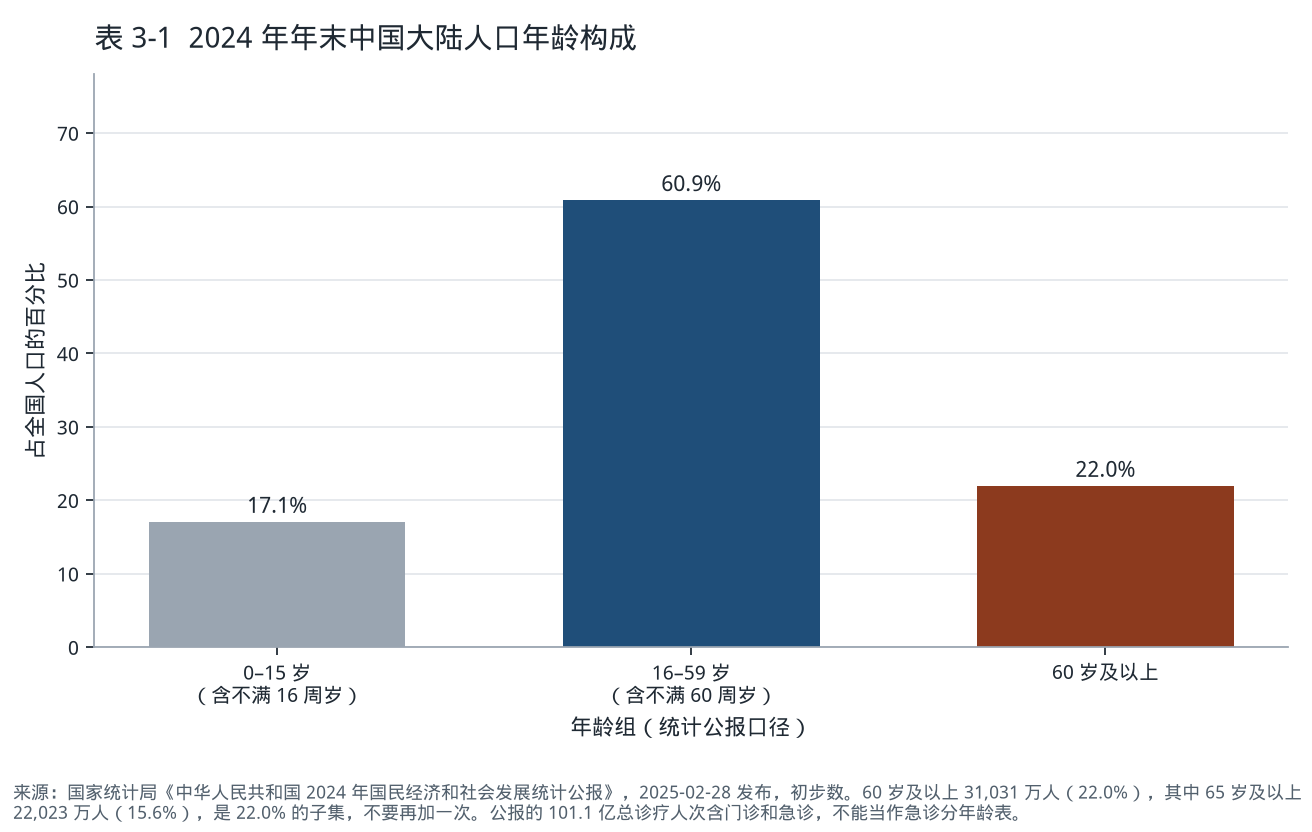 表 3-1  2024 年年末中国大陆人口年龄构成
占全国人口的百分比
70
60
50
40
30
20
10
0
17.1%
60.9%
22.0%
0–15 岁
（含不满 16 周岁）
16–59 岁
（含不满 60 周岁）
60 岁及以上
年龄组（统计公报口径）
来源：国家统计局《中华人民共和国 2024 年国民经济和社会发展统计公报》，2025-02-28 发布，初步数。60 岁及以上 31,031 万人（22.0%），其中 65 岁及以上
22,023 万人（15.6%），是 22.0% 的子集，不要再加一次。公报的 101.1 亿总诊疗人次含门诊和急诊，不能当作急诊分年龄表。